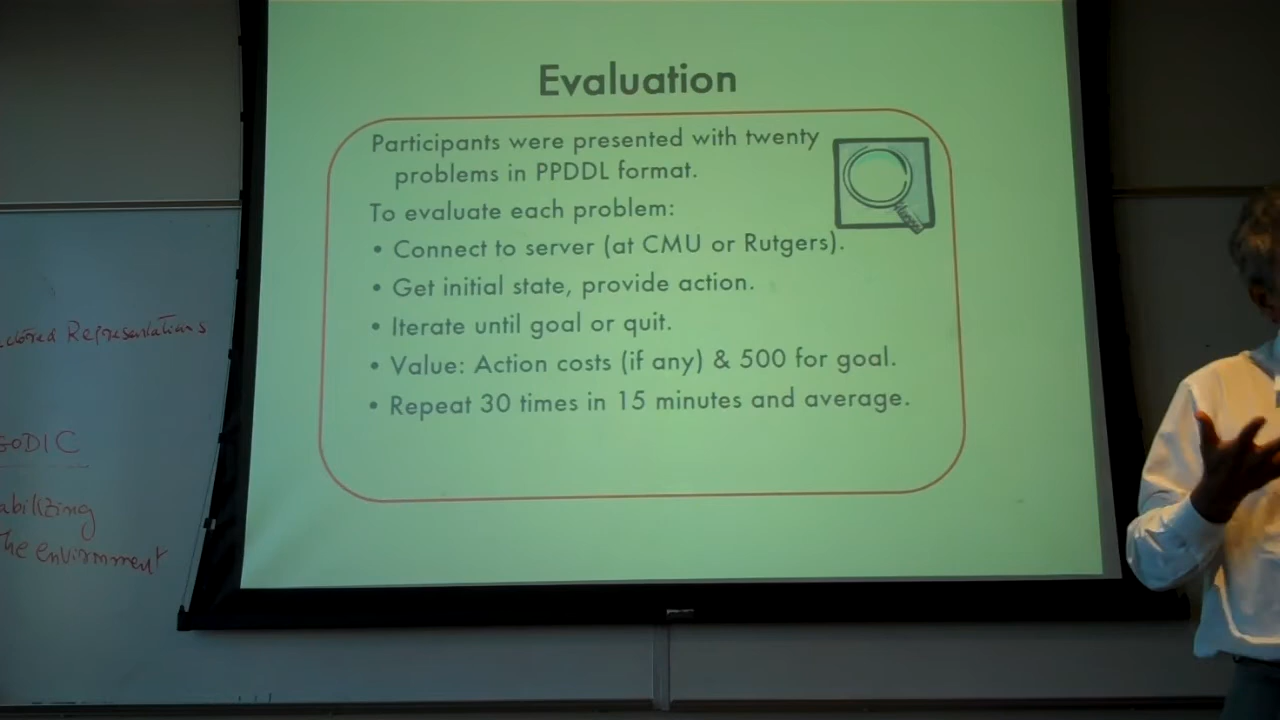 Evaluation
Participants were presented with twenty
problems in PPDDL format.
To evaluate each problem:
• Connect to server (at CMU or Rutgers).
• Get initial state, provide action.
• Iterate until goal or quit.
• Value: Action costs (if any) & 500 for goal.
• Repeat 30 times in 15 minutes and average.
Representations
the environment